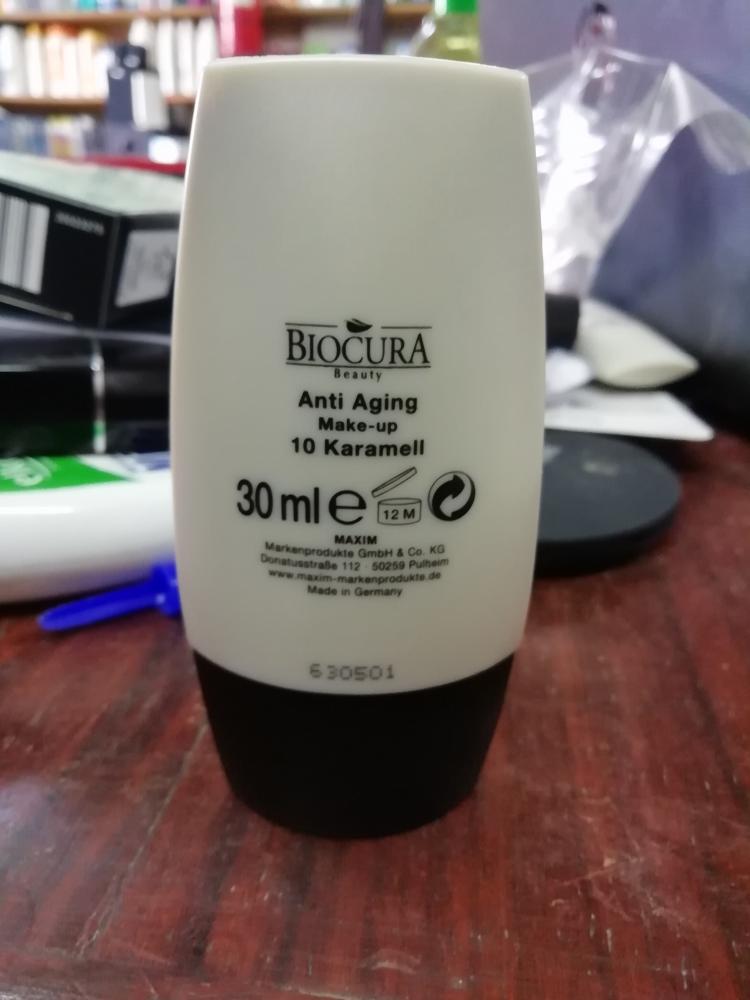 BIOCURA
Beauty
Anti Aging
Make-up
10 Karamell
30 ml e 12 M
MAXIM
Markenprodukte GmbH & Co. KG
Donatusstraße 112 · 50259 Pulheim
www.maxim-markenprodukte.de
Made in Germany
630501